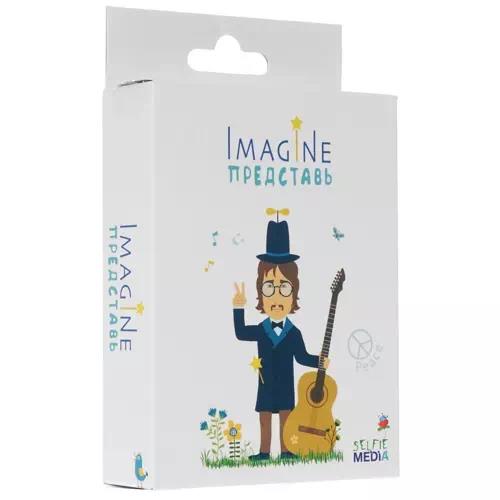 IMAGINE
ПРЕДСТАВЬ
IMAGINE
ПРЕДСТАВЬ
Peace
SELFIE
MEDIA